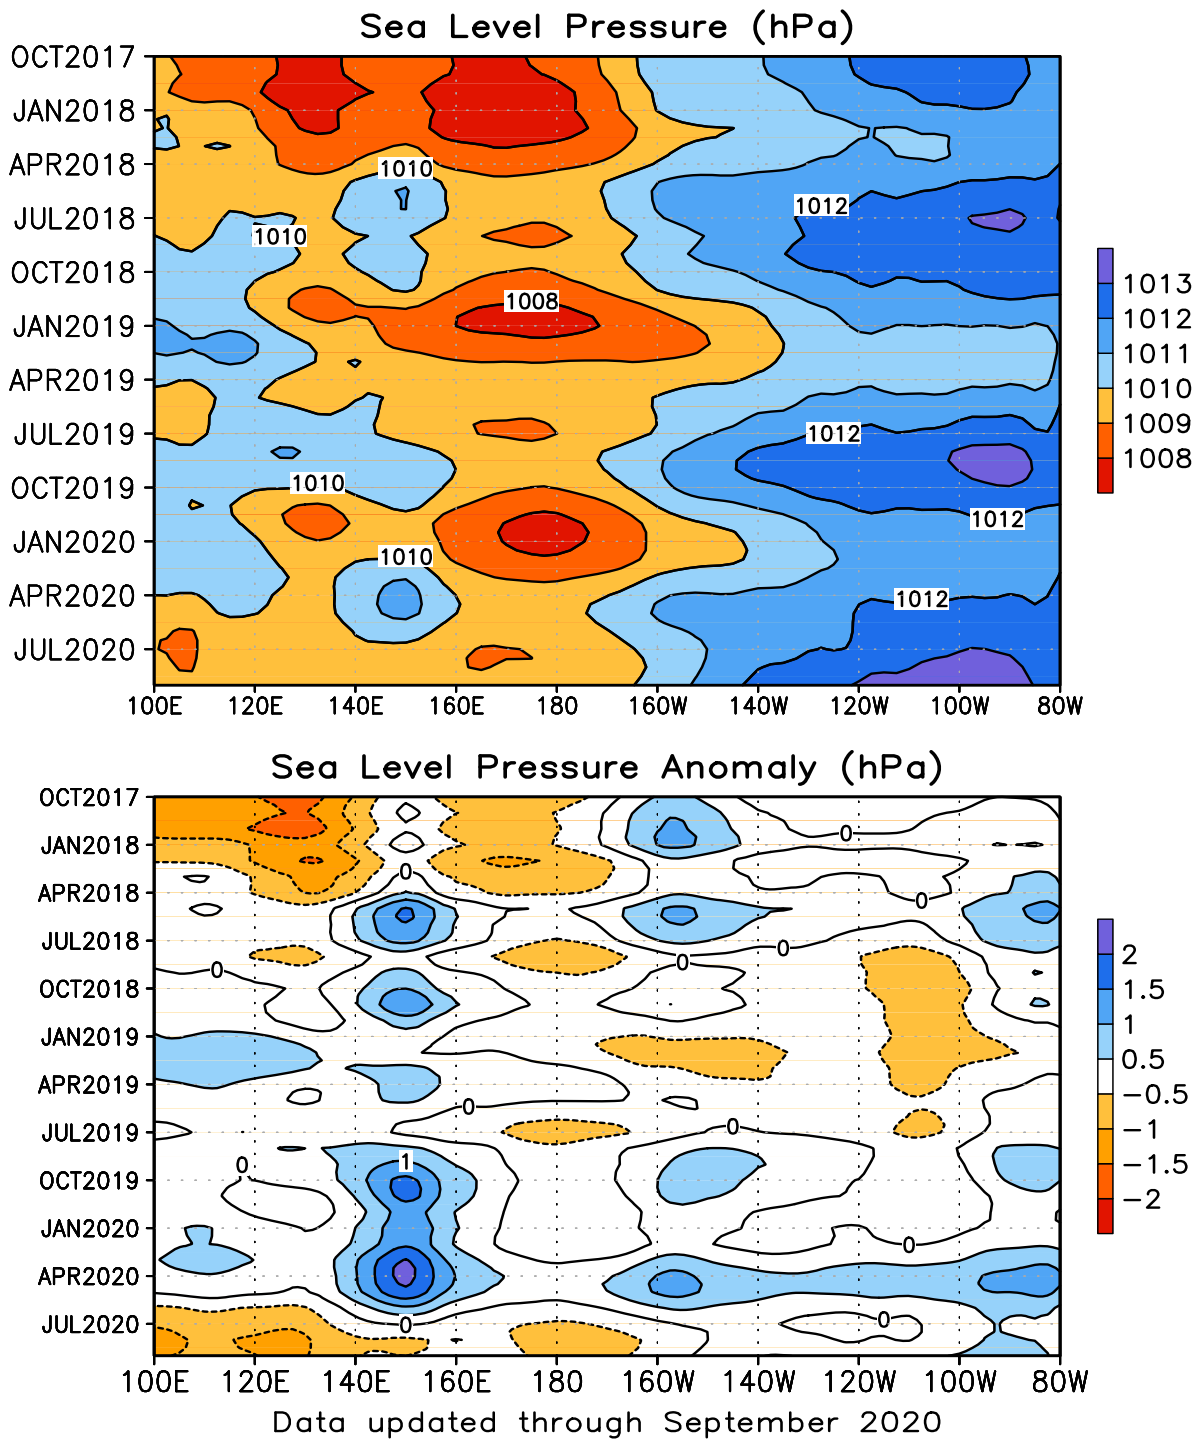 Sea Level Pressure (hPa)
OCT2017
JAN2018
APR2018
JUL2018
OCT2018
JAN2019
APR2019
JUL2019
OCT2019
JAN2020
APR2020
JUL2020
1010
1010
1012
1008
1012
1010
1012
1010
1012
1013
1012
1011
1010
1009
1008
100E 120E 140E 160E 180 160W 140W 120W 100W 80W
Sea Level Pressure Anomaly (hPa)
OCT2017
JAN2018
APR2018
JUL2018
OCT2018
JAN2019
APR2019
JUL2019
OCT2019
JAN2020
APR2020
JUL2020
0
0
0
0
0
0
0
0
1
0
0
0
0
2
1.5
1
0.5
−0.5
−1
−1.5
−2
100E 120E 140E 160E 180 160W 140W 120W 100W 80W
Data updated through September 2020